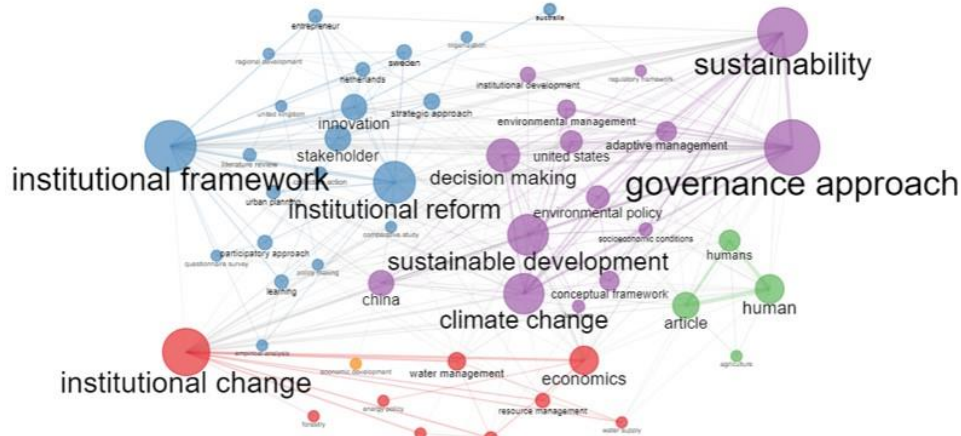 entrepreneur
australia
organization
sustainability
regional development
sweden
netherlands
institutional development
regulatory framework
united kingdom
strategic approach
innovation
environmental management
stakeholder
adaptive management
united states
literature review
decision making
institutional framework
governance approach
urban planning
institutional reform
environmental policy
comparative study
socioeconomic conditions
participatory approach
humans
questionnaire survey
sustainable development
policy making
learning
china
conceptual framework
human
climate change
article
empirical analysis
agriculture
economic development
water management
institutional change
economics
energy policy
resource management
forestry
water supply